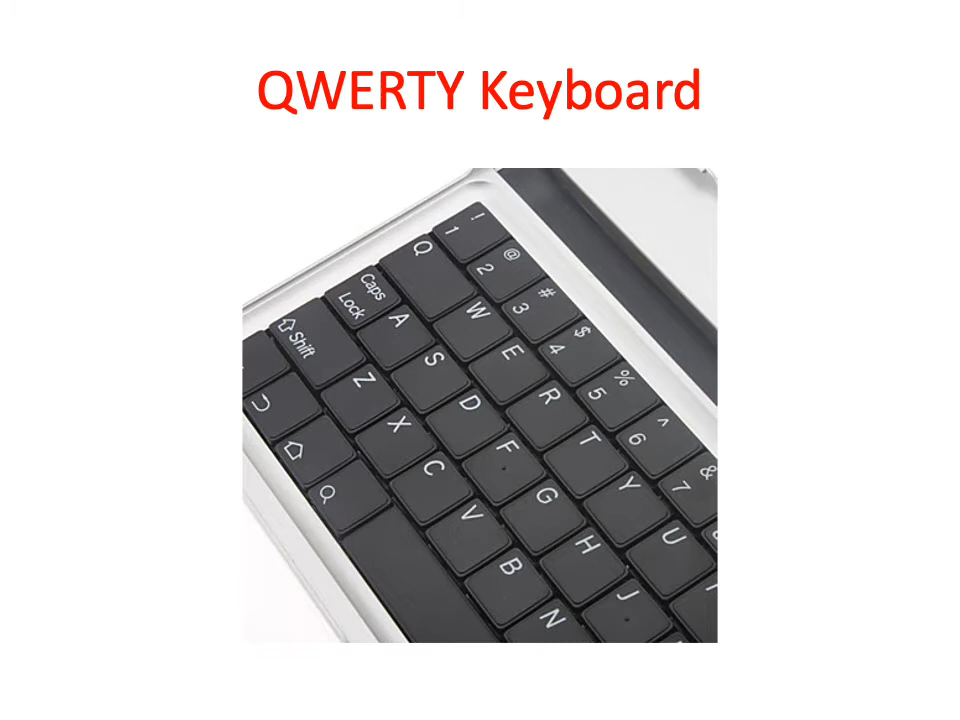 QWERTY Keyboard
! 1
@ 2
# 3
$ 4
% 5
^ 6
& 7
Q W E R T Y U
Caps Lock
A S D F G H J
Shift
Z X C V B N